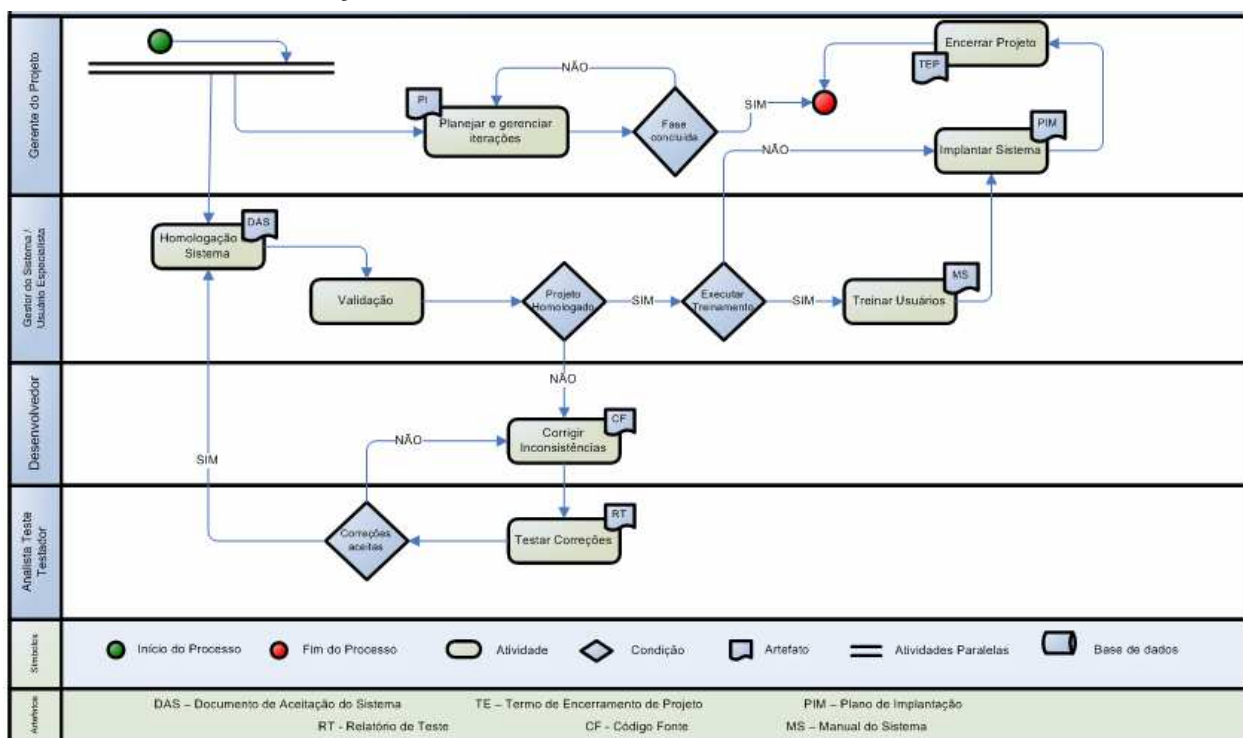 Gerente do Projeto
Encerrar Projeto
TEP
NÃO
PI
Planejar e gerenciar
iterações
Fase
concluída
SIM
PIM
Implantar Sistema
NÃO
Gestor do Sistema /
Usuário Especialista
DAS
Homologação
Sistema
Validação
Projeto
Homologado
SIM
Executar
Treinamento
SIM
MS
Treinar Usuários
NÃO
Desenvolvedor
CF
Corrigir
Inconsistências
NÃO
SIM
Analista Teste
Testador
RT
Testar Correções
Correções
aceitas
Símbolos
Início do Processo
Fim do Processo
Atividade
Condição
Artefato
Atividades Paralelas
Base de dados
Artefatos
DAS – Documento de Aceitação do Sistema
TE – Termo de Encerramento de Projeto
PIM – Plano de Implantação
RT - Relatório de Teste
CF – Código Fonte
MS – Manual do Sistema